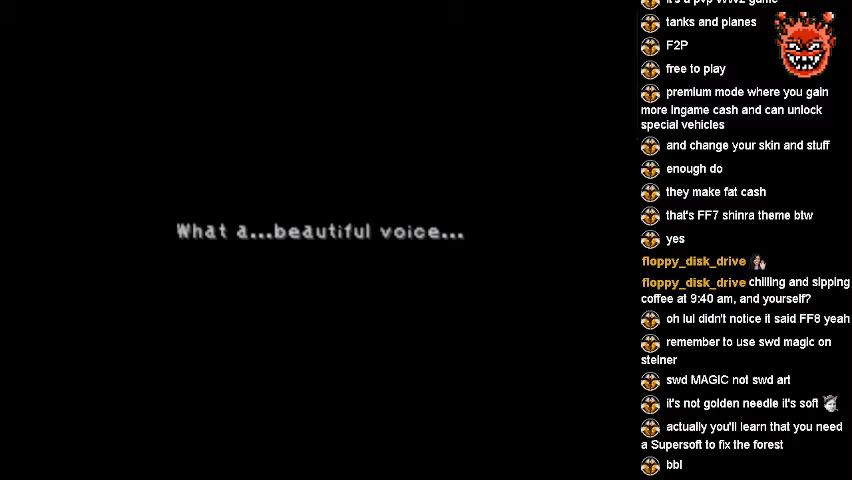 What a...beautiful voice...
it's a pvp WW2 game
tanks and planes
F2P
free to play
premium mode where you gain
more ingame cash and can unlock
special vehicles
and change your skin and stuff
enough do
they make fat cash
that's FF7 shinra theme btw
yes
floppy_disk_drive
floppy_disk_drive chilling and sipping
coffee at 9:40 am, and yourself?
oh lul didn't notice it said FF8 yeah
remember to use swd magic on
steiner
swd MAGIC not swd art
it's not golden needle it's soft
actually you'll learn that you need
a Supersoft to fix the forest
bbl